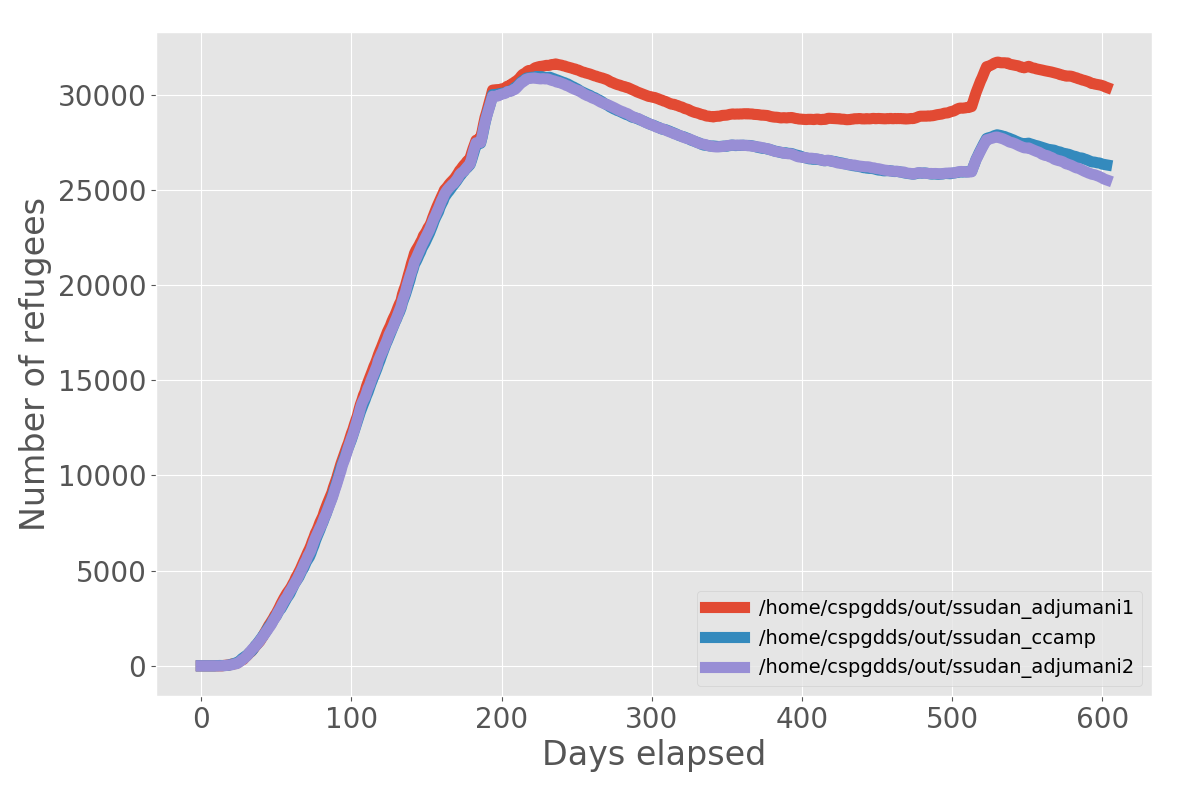 Number of refugees
30000
25000
20000
15000
10000
5000
0
/home/cspgdds/out/ssudan_adjumani1
/home/cspgdds/out/ssudan_ccamp
/home/cspgdds/out/ssudan_adjumani2
0 100 200 300 400 500 600
Days elapsed